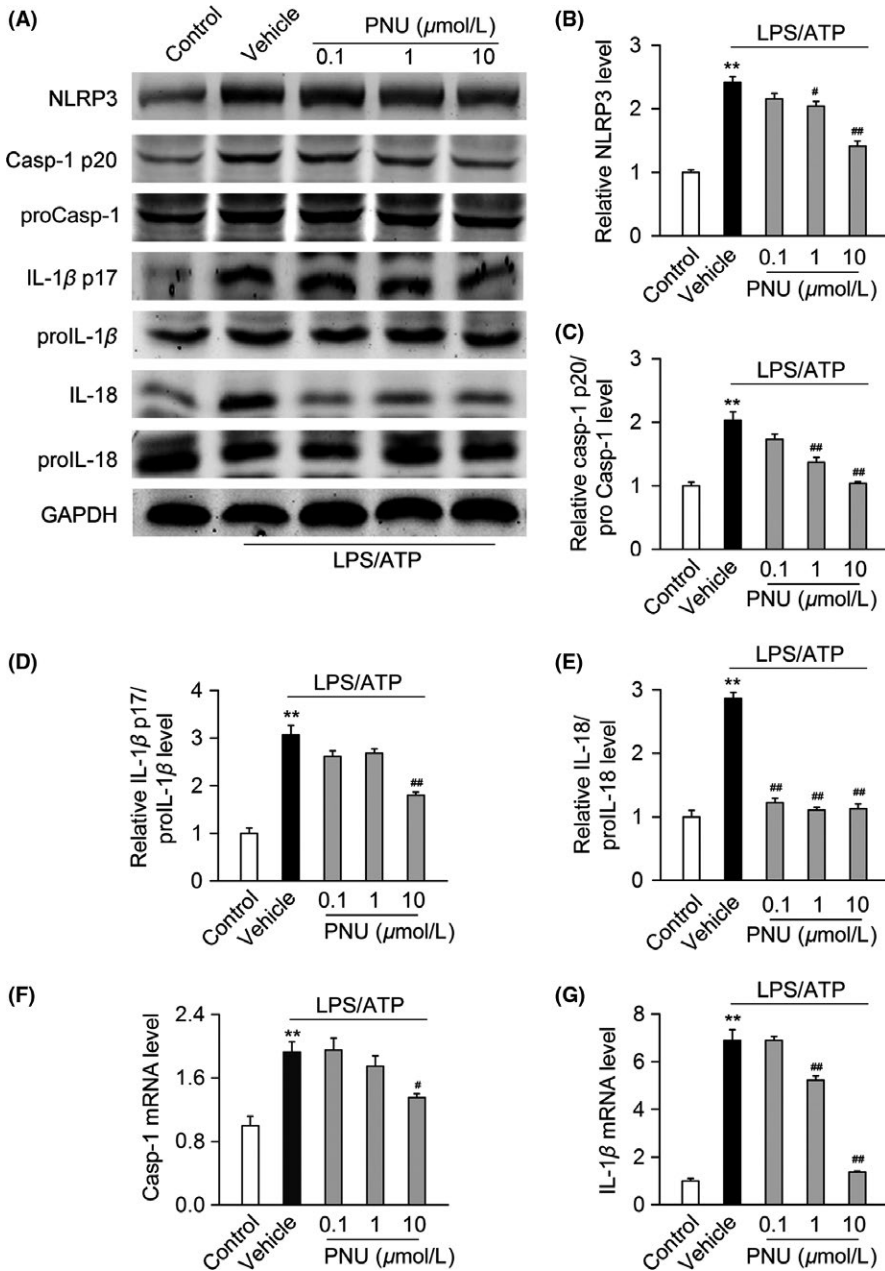 (A)
Control
Vehicle
PNU (µmol/L)
0.1 1 10
NLRP3
Casp-1 p20
proCasp-1
IL-1β p17
proIL-1β
IL-18
proIL-18
GAPDH
LPS/ATP
(B)
LPS/ATP
Relative NLRP3 level
3
2
1
0
**
#
##
Control
Vehicle
0.1 1 10
PNU (µmol/L)
(C)
LPS/ATP
Relative casp-1 p20/
pro Casp-1 level
3
2
1
0
**
##
##
Control
Vehicle
0.1 1 10
PNU (µmol/L)
(D)
LPS/ATP
Relative IL-1β p17/
proIL-1β level
4
3
2
1
0
**
##
Control
Vehicle
0.1 1 10
PNU (µmol/L)
(E)
LPS/ATP
Relative IL-18/
proIL-18 level
3
2
1
0
**
##
##
##
Control
Vehicle
0.1 1 10
PNU (µmol/L)
(F)
LPS/ATP
Casp-1 mRNA level
2.4
1.6
0.8
0.0
**
#
Control
Vehicle
0.1 1 10
PNU (µmol/L)
(G)
LPS/ATP
IL-1β mRNA level
8
6
4
2
0
**
##
##
Control
Vehicle
0.1 1 10
PNU (µmol/L)